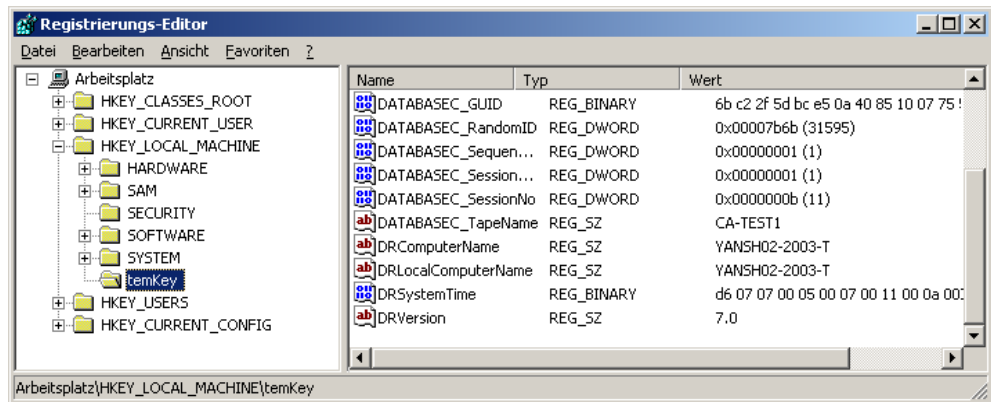 Registrierungs-Editor
Datei Bearbeiten Ansicht Favoriten ?
Arbeitsplatz
HKEY_CLASSES_ROOT
HKEY_CURRENT_USER
HKEY_LOCAL_MACHINE
HARDWARE
SAM
SECURITY
SOFTWARE
SYSTEM
temKey
HKEY_USERS
HKEY_CURRENT_CONFIG
Name Typ Wert
DATABASEC_GUID REG_BINARY 6b c2 2f 5d bc e5 0a 40 85 10 07 75
DATABASEC_RandomID REG_DWORD 0x00007b6b (31595)
DATABASEC_Sequen... REG_DWORD 0x00000001 (1)
DATABASEC_Session... REG_DWORD 0x00000001 (1)
DATABASEC_SessionNo REG_DWORD 0x0000000b (11)
DATABASEC_TapeName REG_SZ CA-TEST1
DRComputerName REG_SZ YANSH02-2003-T
DRLocalComputerName REG_SZ YANSH02-2003-T
DRSystemTime REG_BINARY d6 07 07 00 05 00 07 00 11 00 0a 00
DRVersion REG_SZ 7.0
Arbeitsplatz\HKEY_LOCAL_MACHINE\temKey